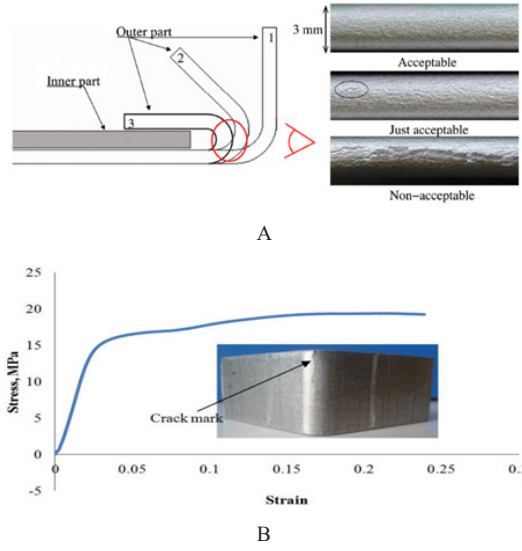 Outer part
1
2
Inner part
3
3 mm
Acceptable
Just acceptable
Non-acceptable
A
25
20
15
10
5
0
-5
Stress, MPa
0
0.05
0.1
0.15
0.2
0.25
0.
Crack mark
Strain
B